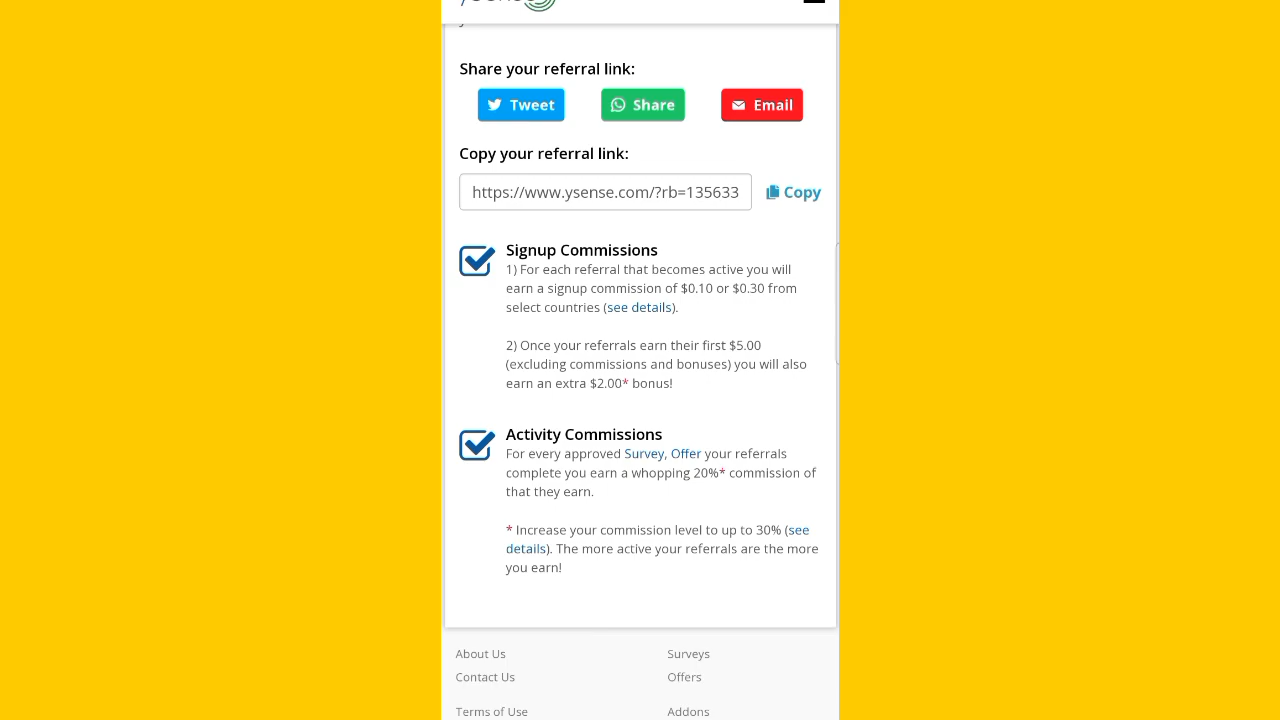 Share your referral link:
Tweet Share Email
Copy your referral link:
https://www.ysense.com/?rb=135633 Copy
Signup Commissions
1) For each referral that becomes active you will
earn a signup commission of $0.10 or $0.30 from
select countries (see details).
2) Once your referrals earn their first $5.00
(excluding commissions and bonuses) you will also
earn an extra $2.00* bonus!
Activity Commissions
For every approved Survey, Offer your referrals
complete you earn a whopping 20%* commission of
that they earn.
* Increase your commission level to up to 30% (see
details). The more active your referrals are the more
you earn!
About Us Surveys
Contact Us Offers
Terms of Use Addons